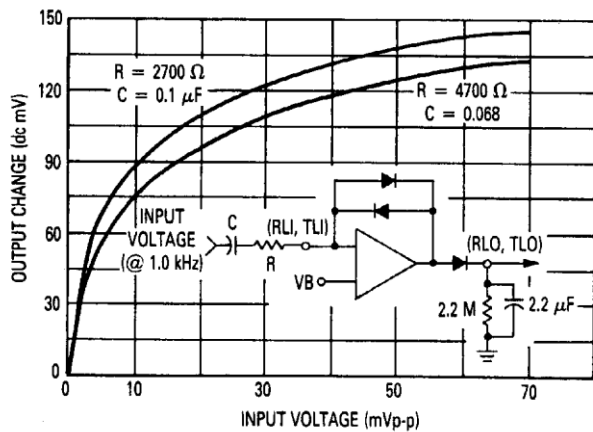 150
120
90
60
30
0
OUTPUT CHANGE (dc mV)
R = 2700 Ω
C = 0.1 μF
R = 4700 Ω
C = 0.068
INPUT
VOLTAGE
(@ 1.0 kHz)
C
R
(RLI, TLI)
VB
(RLO, TLO)
2.2 M
2.2 μF
0
10
30
50
70
INPUT VOLTAGE (mVp-p)